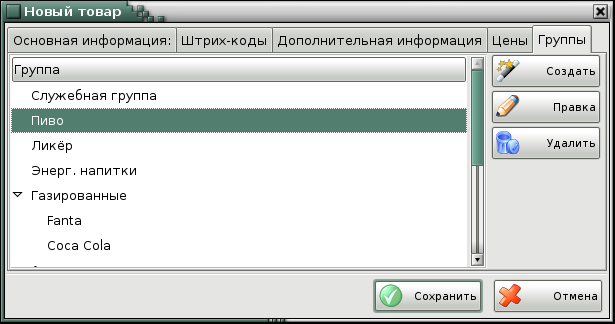 Новый товар
Основная информация: Штрих-коды Дополнительная информация Цены Группы
Группа
Служебная группа
Пиво
Ликёр
Энерг. напитки
Газированные
Fanta
Coca Cola
Создать
Правка
Удалить
Сохранить Отмена